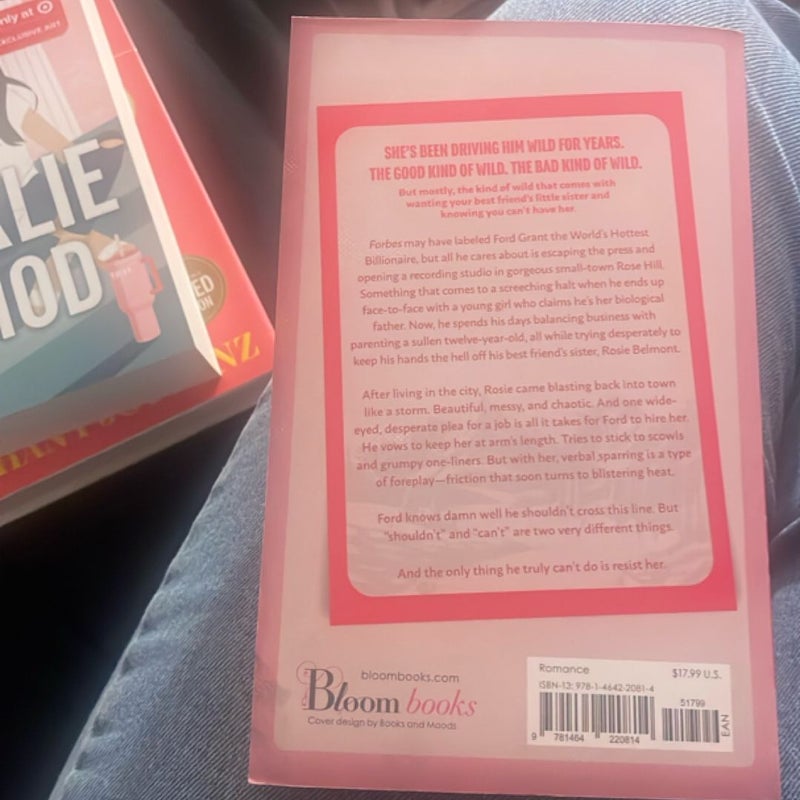 nly at
EXCLUSIVE ART
LIE
OD
ED
ON
NZ
SHE'S BEEN DRIVING HIM WILD FOR YEARS.
THE GOOD KIND OF WILD. THE BAD KIND OF WILD.
But mostly, the kind of wild that comes with
wanting your best friend's little sister and
knowing you can't have her.
Forbes may have labeled Ford Grant the World's Hottest
Billionaire, but all he cares about is escaping the press and
opening a recording studio in gorgeous small-town Rose Hill.
Something that comes to a screeching halt when he ends up
face-to-face with a young girl who claims he's her biological
father. Now, he spends his days balancing business with
parenting a sullen twelve-year-old, all while trying desperately to
keep his hands the hell off his best friend's sister, Rosie Belmont.
After living in the city, Rosie came blasting back into town
like a storm. Beautiful, messy, and chaotic. And one wide-
eyed, desperate plea for a job is all it takes for Ford to hire her.
He vows to keep her at arm's length. Tries to stick to scowls
and grumpy one-liners. But with her, verbal sparring is a type
of foreplay—friction that soon turns to blistering heat.
Ford knows damn well he shouldn't cross this line. But
"shouldn't" and "can't" are two very different things.
And the only thing he truly can't do is resist her.
bloombooks.com
Bloom books
Cover design by Books and Moods
Romance $17.99 U.S.
ISBN-13: 978-1-4642-2081-4
51799
9 781464 220814
EAN